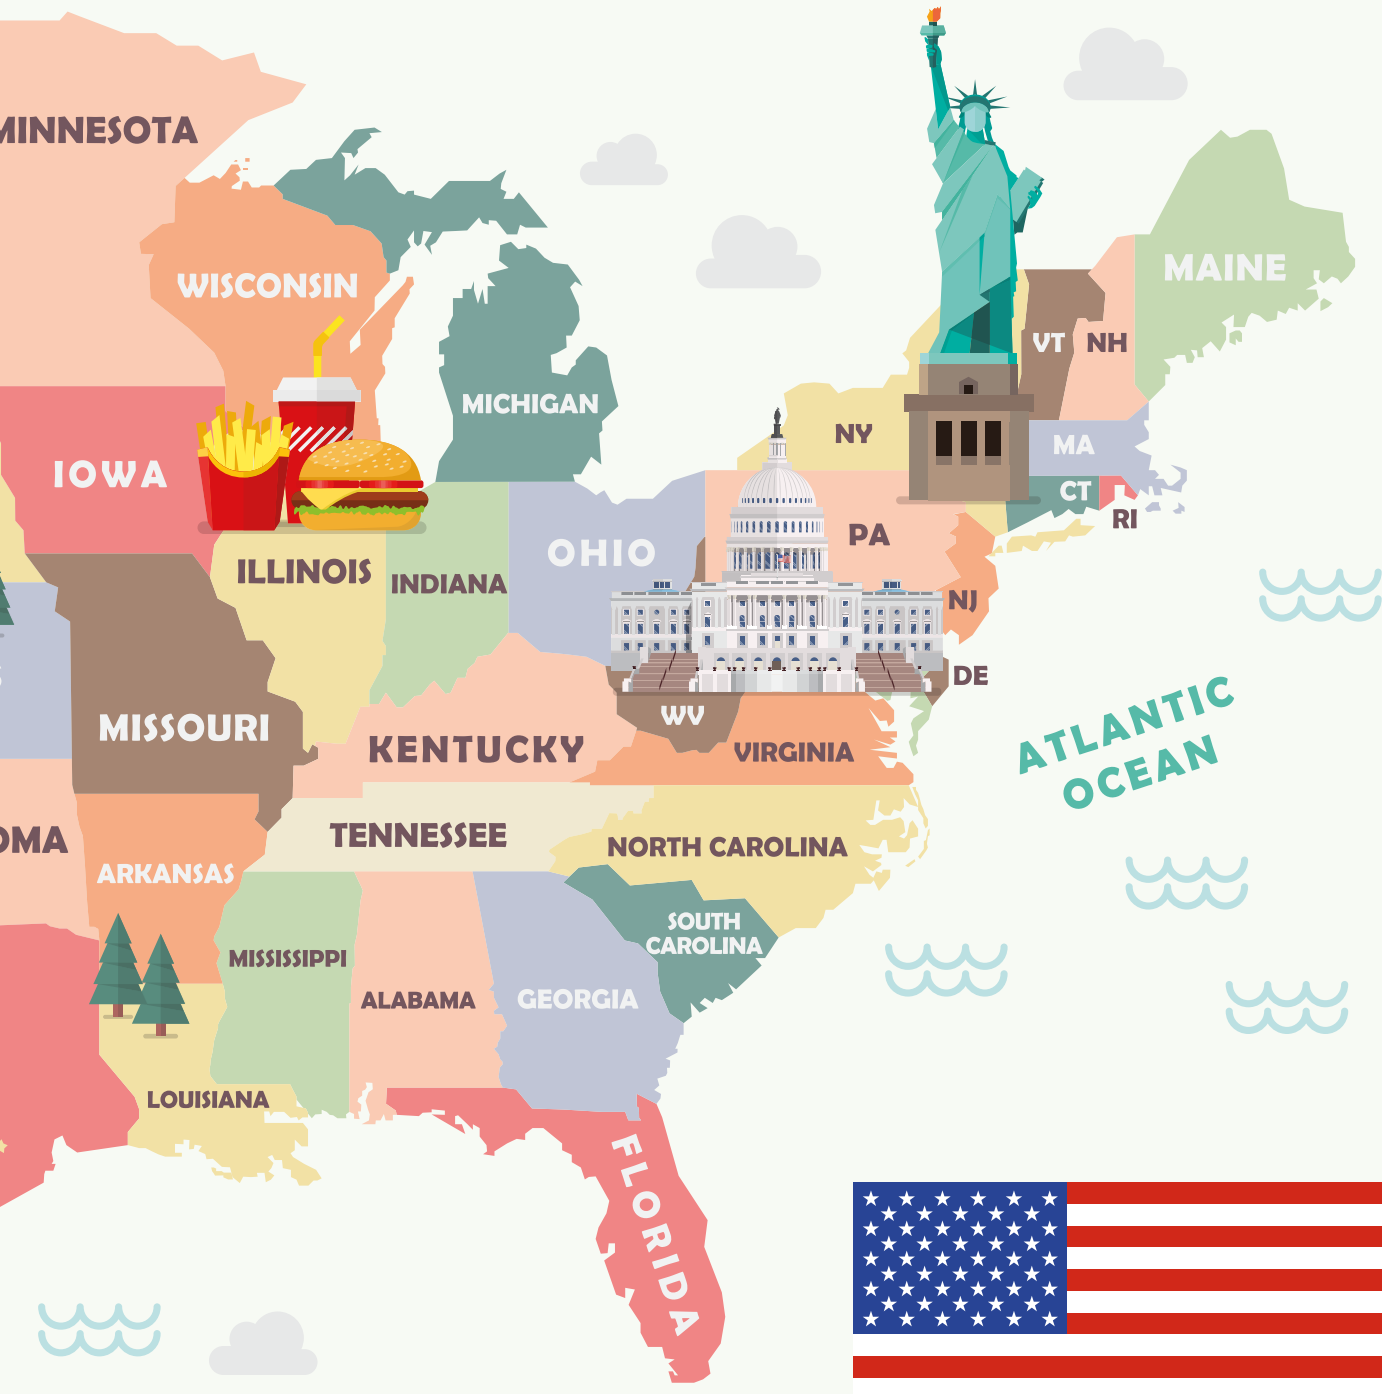 MINNESOTA
WISCONSIN
MAINE
VT
NH
MICHIGAN
NY
MA
IOWA
CT
RI
OHIO
PA
ILLINOIS
INDIANA
NJ
DE
WV
MISSOURI
KENTUCKY
VIRGINIA
ATLANTIC
OCEAN
OMA
TENNESSEE
NORTH CAROLINA
ARKANSAS
SOUTH
CAROLINA
MISSISSIPPI
ALABAMA
GEORGIA
LOUISIANA
FLORIDA